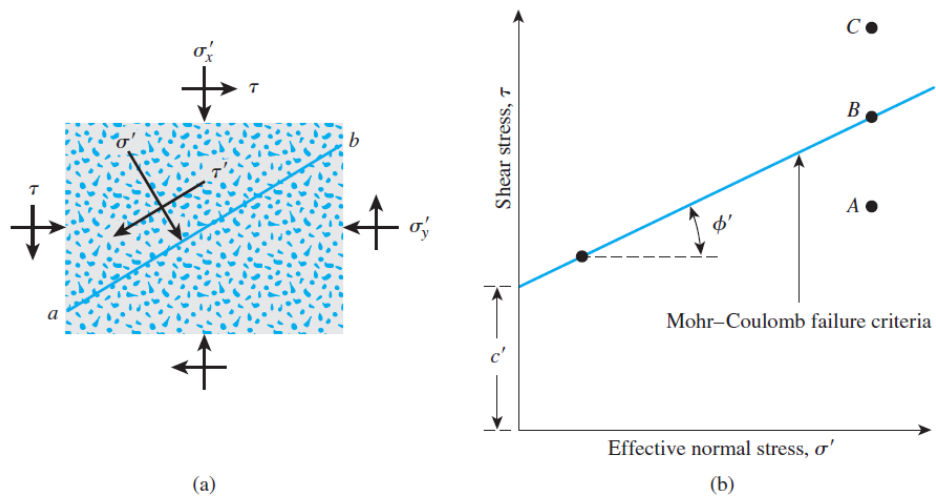 σ′x
τ
σ′
τ′
b
τ
σ′y
a
(a)
Shear stress, τ
C
B
A
ϕ′
Mohr–Coulomb failure criteria
c′
Effective normal stress, σ′
(b)